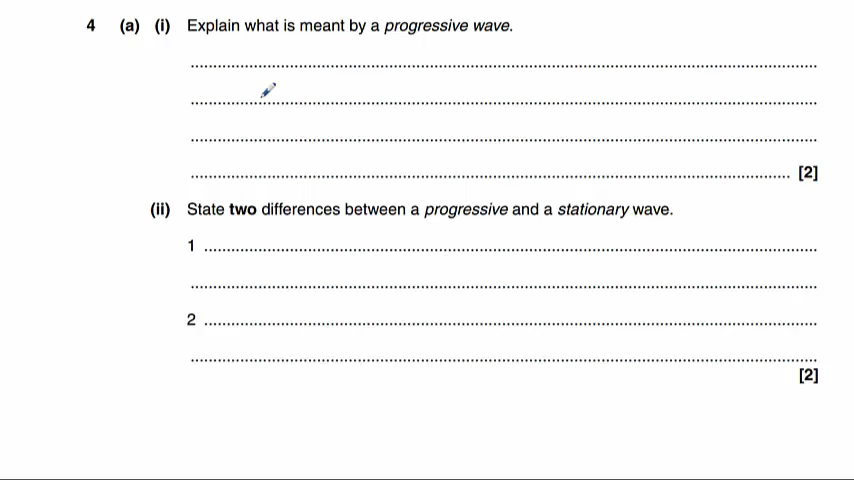 4 (a) (i) Explain what is meant by a progressive wave.
[2]
(ii) State two differences between a progressive and a stationary wave.
1
2
[2]